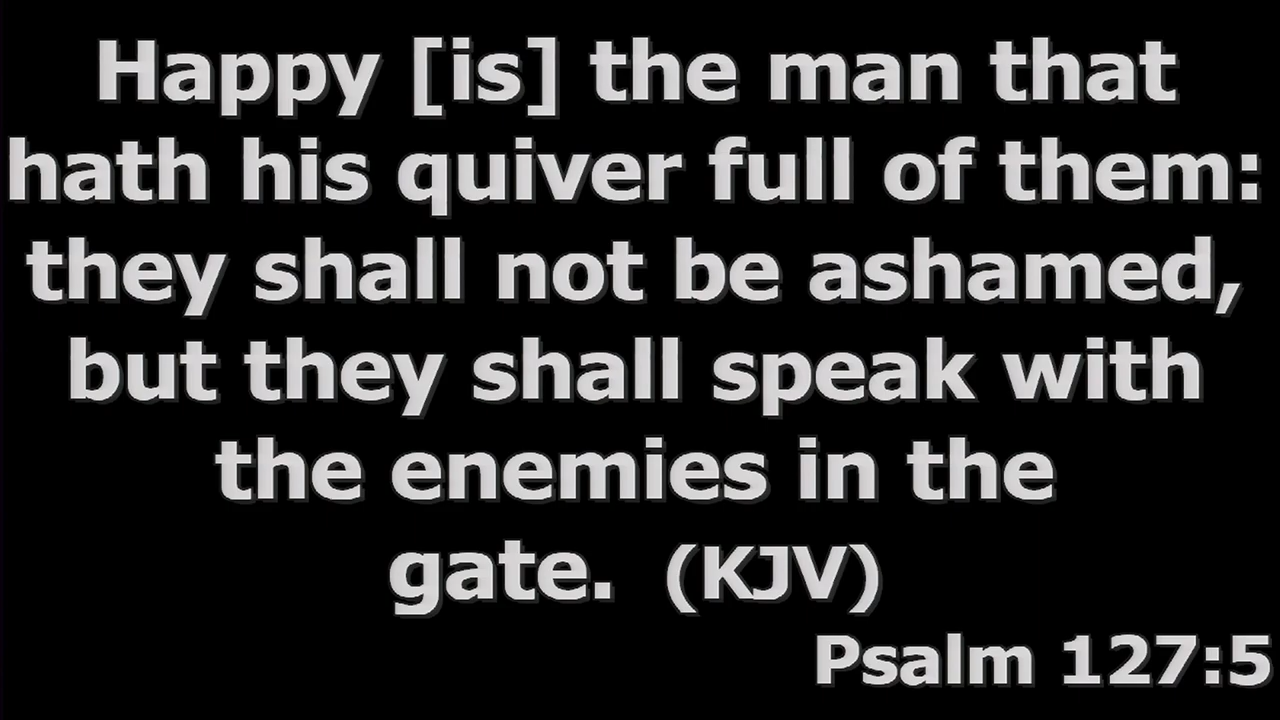 Happy [is] the man that
hath his quiver full of them:
they shall not be ashamed,
but they shall speak with
the enemies in the
gate. (KJV)
Psalm 127:5